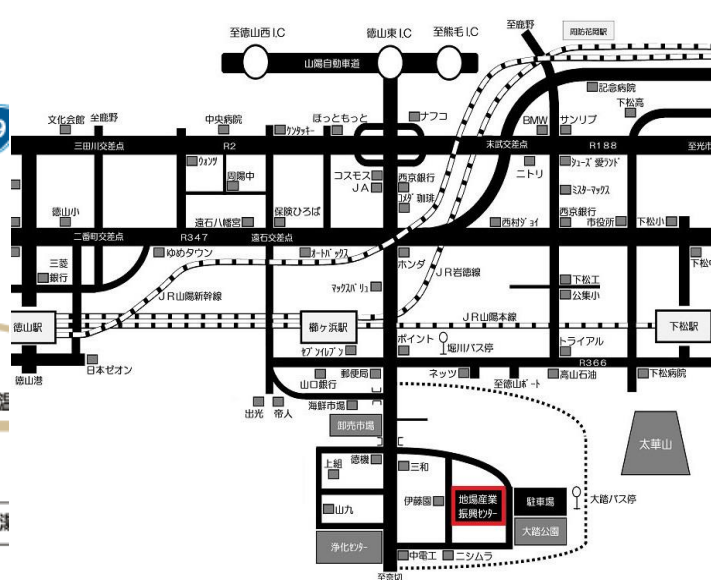 至徳山西I.C
徳山東I.C
至熊毛I.C
至鹿野
周防花岡駅
山陽自動車道
記念病院
下松高
文化会館
至鹿野
中央病院
ケンタッキー
ほっともっと
ナフコ
BMW
サンリブ
三田川交差点
R2
末武交差点
R188
至光市
ウォンツ
周陽中
コスモス
JA
西京銀行
コメダ珈琲
ニトリ
シューズ愛ランド
ミスターマックス
徳山小
遠石八幡宮
保険ひろば
西村ジョイ
西京銀行
市役所
下松小
二番町交差点
R347
遠石交差点
三菱
銀行
ゆめタウン
オートバックス
ホンダ
JR岩徳線
下松中
JR山陽新幹線
マックスバリュ
下松工
公集小
徳山駅
櫛ヶ浜駅
JR山陽本線
下松駅
ポイント
堀川バス停
トライアル
セブンイレブン
R366
徳山港
日本ゼオン
山口銀行
郵便局
ネッツ
至徳山ポート
高山石油
下松病院
出光
帝人
海鮮市場
卸売市場
太華山
上組
徳機
三和
伊藤園
地場産業
振興センター
駐車場
大踏バス停
山九
大踏公園
浄化センター
中電工
ニシムラ
至奈切